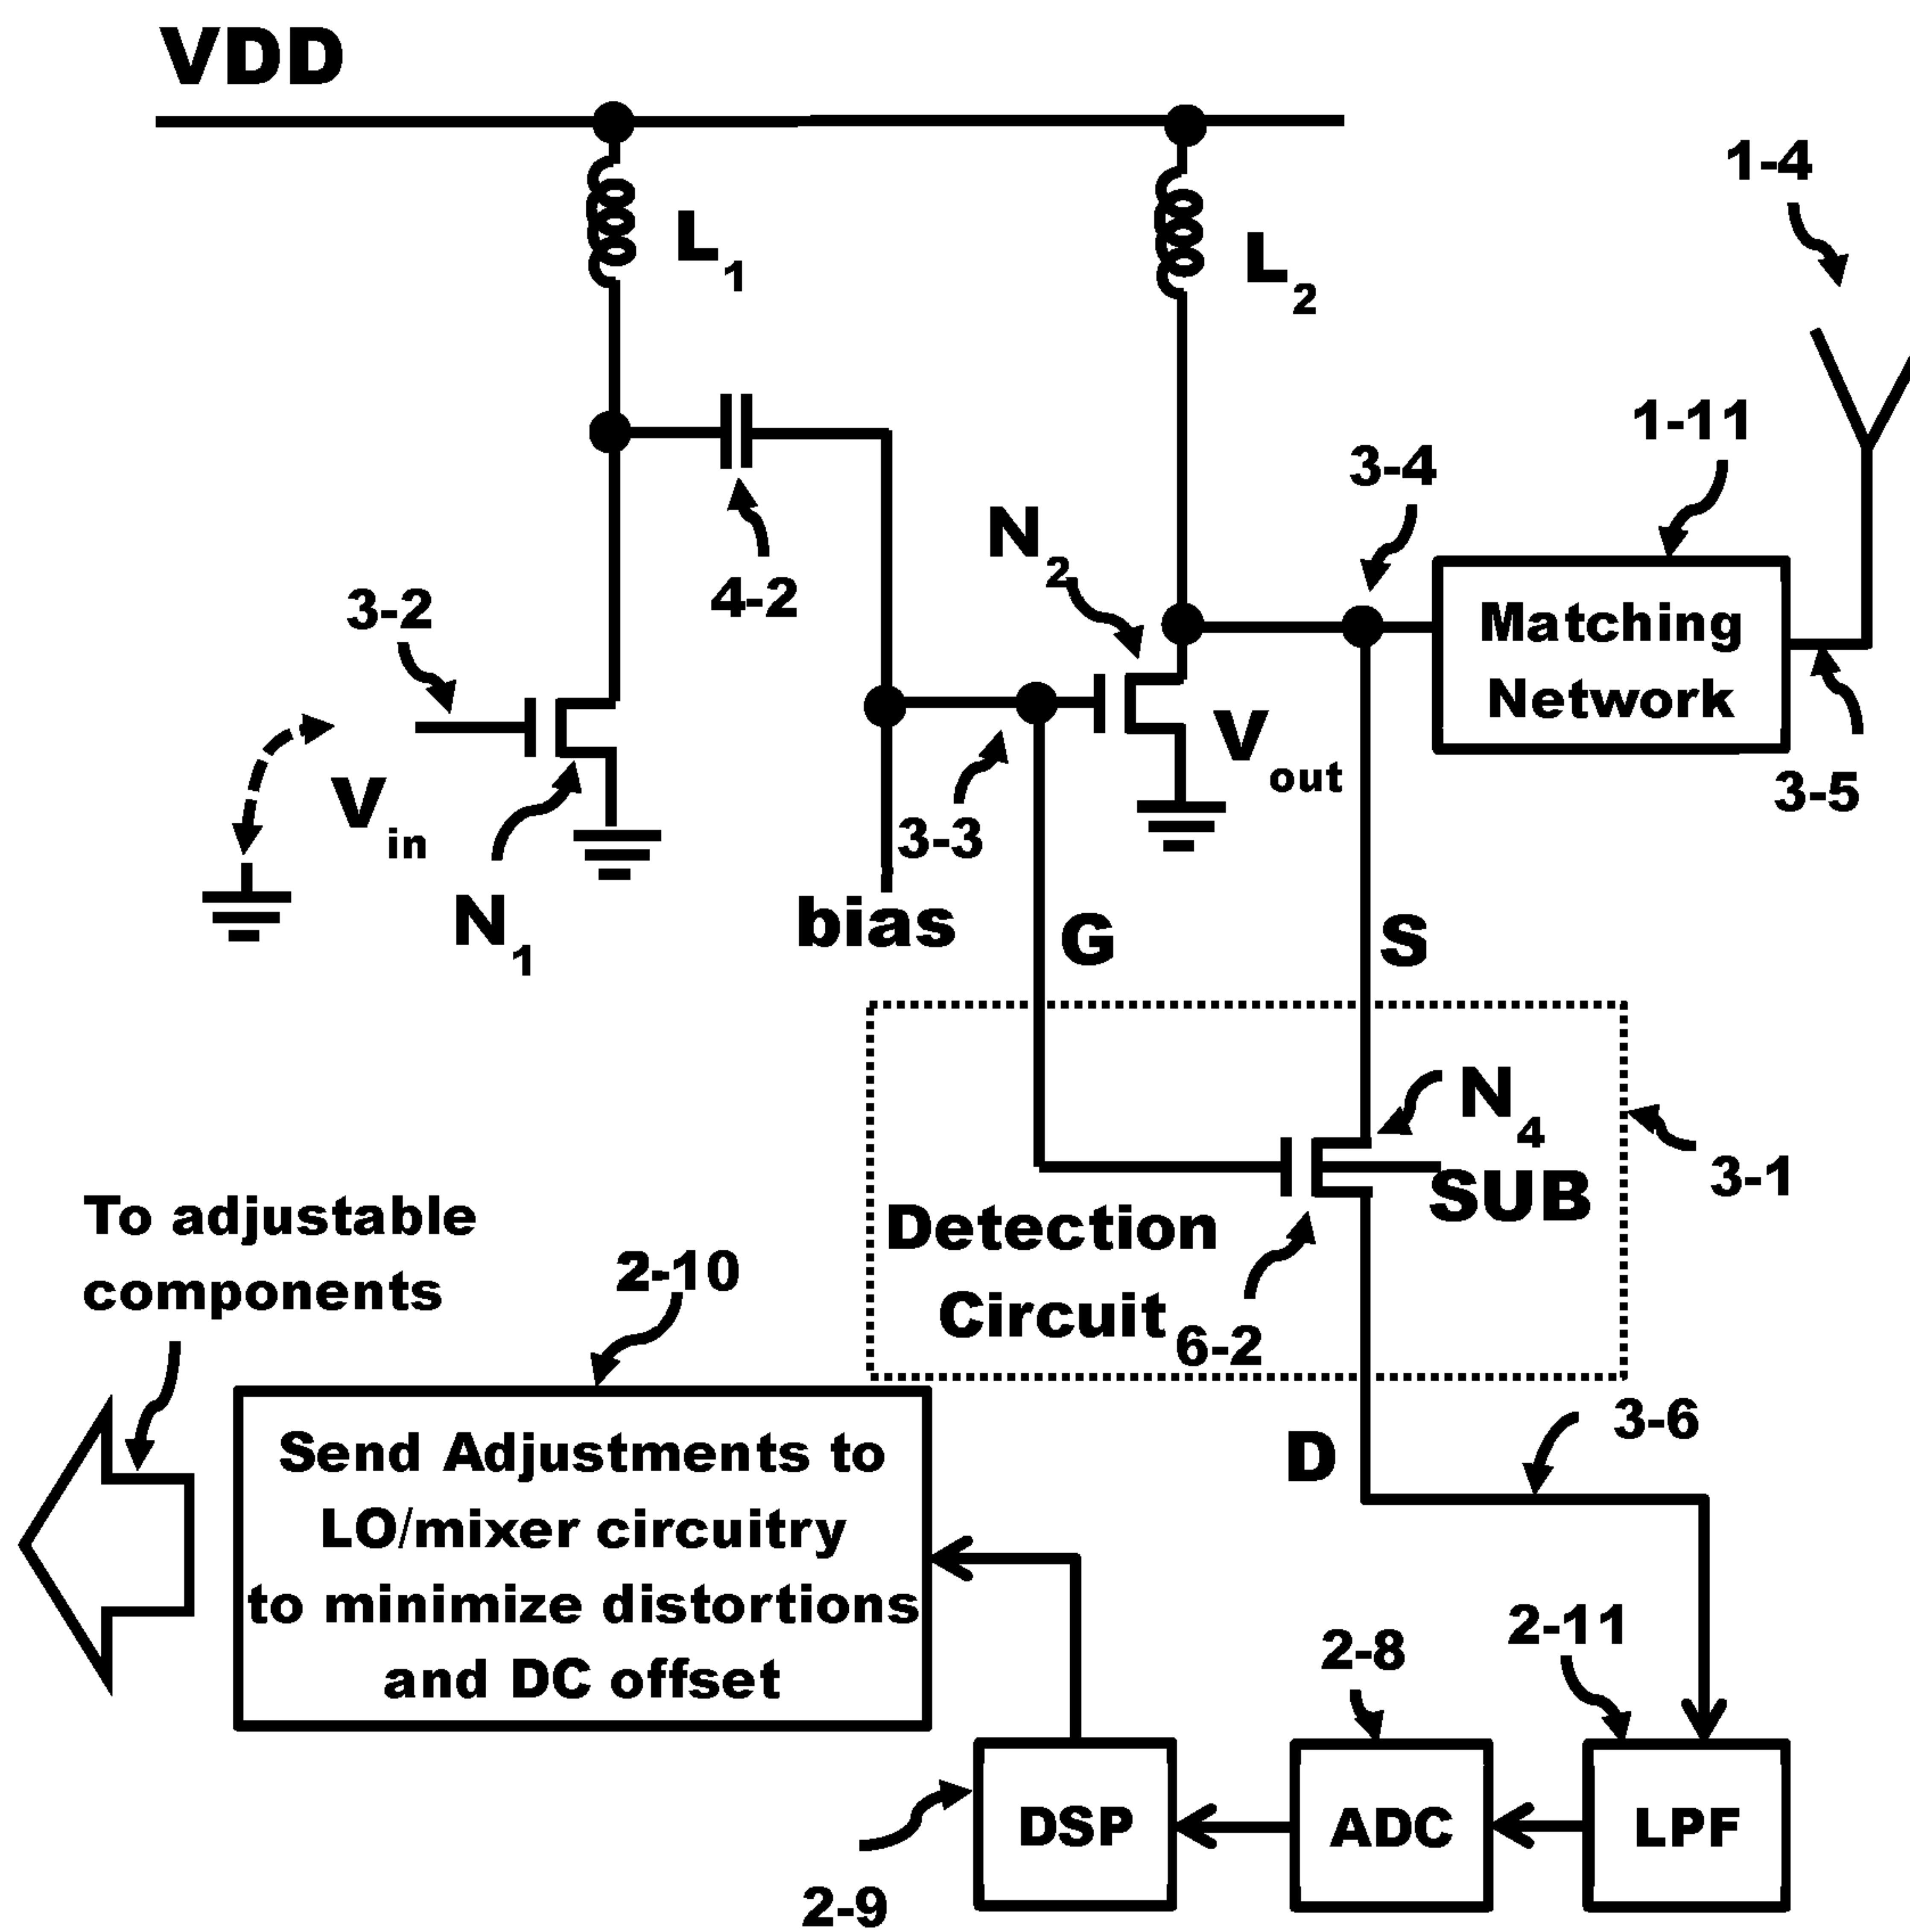 VDD
1-4
L1
L2
1-11
3-4
N2
4-2
3-2
Matching
Network
Vout
Vin
3-5
3-3
N1
bias
G
S
N4
3-1
SUB
Detection
Circuit
6-2
To adjustable
components
2-10
3-6
D
Send Adjustments to
LO/mixer circuitry
to minimize distortions
and DC offset
2-11
2-8
DSP
ADC
LPF
2-9